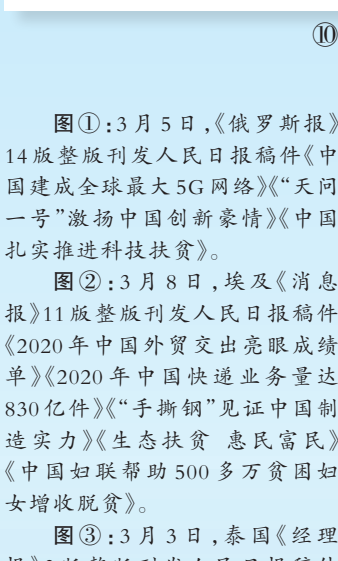 ⑩
图①:3月5日,《俄罗斯报》
14版整版刊发人民日报稿件《中
国建成全球最大5G网络》《“天问
一号”激扬中国创新豪情》《中国
扎实推进科技扶贫》。
图②:3月8日,埃及《消息
报》11版整版刊发人民日报稿件
《2020年中国外贸交出亮眼成绩
单》《2020年中国快递业务量达
830亿件》《“手撕钢”见证中国制
造实力》《生态扶贫 惠民富民》
《中国妇联帮助500多万贫困妇
女增收脱贫》。
图③:3月3日,泰国《经理